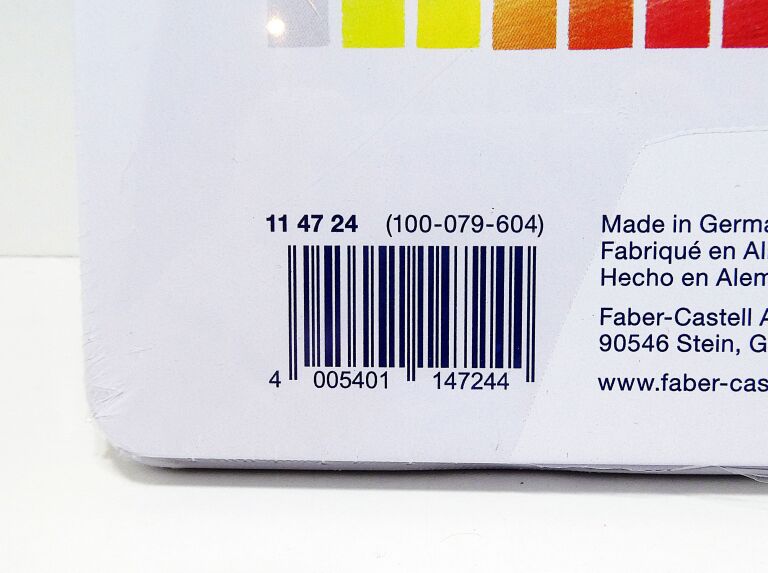 11 47 24 (100-079-604)
4 005401 147244
Made in Germa
Fabriqué en Al
Hecho en Alem
Faber-Castell A
90546 Stein, G
www.faber-cas